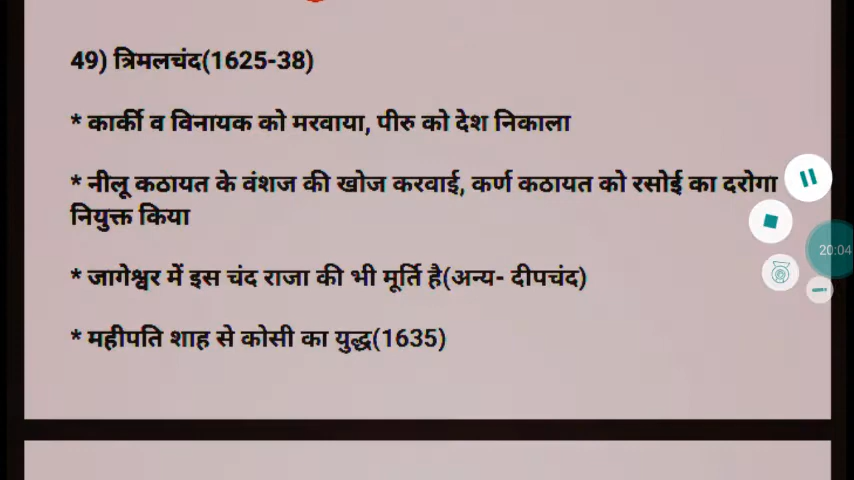 49) त्रिमलचंद(1625-38)
* कार्की व विनायक को मरवाया, पीरु को देश निकाला
* नीलू कठायत के वंशज की खोज करवाई, कर्ण कठायत को रसोई का दरोगा
नियुक्त किया
* जागेश्वर में इस चंद राजा की भी मूर्ति है(अन्य- दीपचंद)
* महीपति शाह से कोसी का युद्ध(1635)
20:04